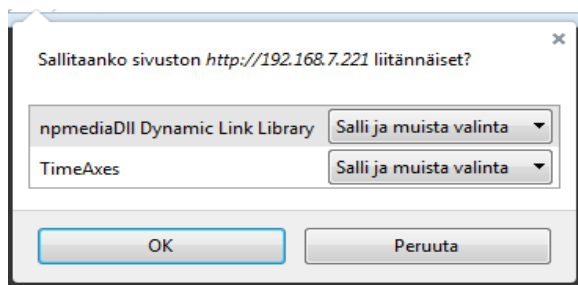 Sallitaanko sivuston http://192.168.7.221 liitännäiset?
npmediaDll Dynamic Link Library Salli ja muista valinta
TimeAxes Salli ja muista valinta
OK Peruuta